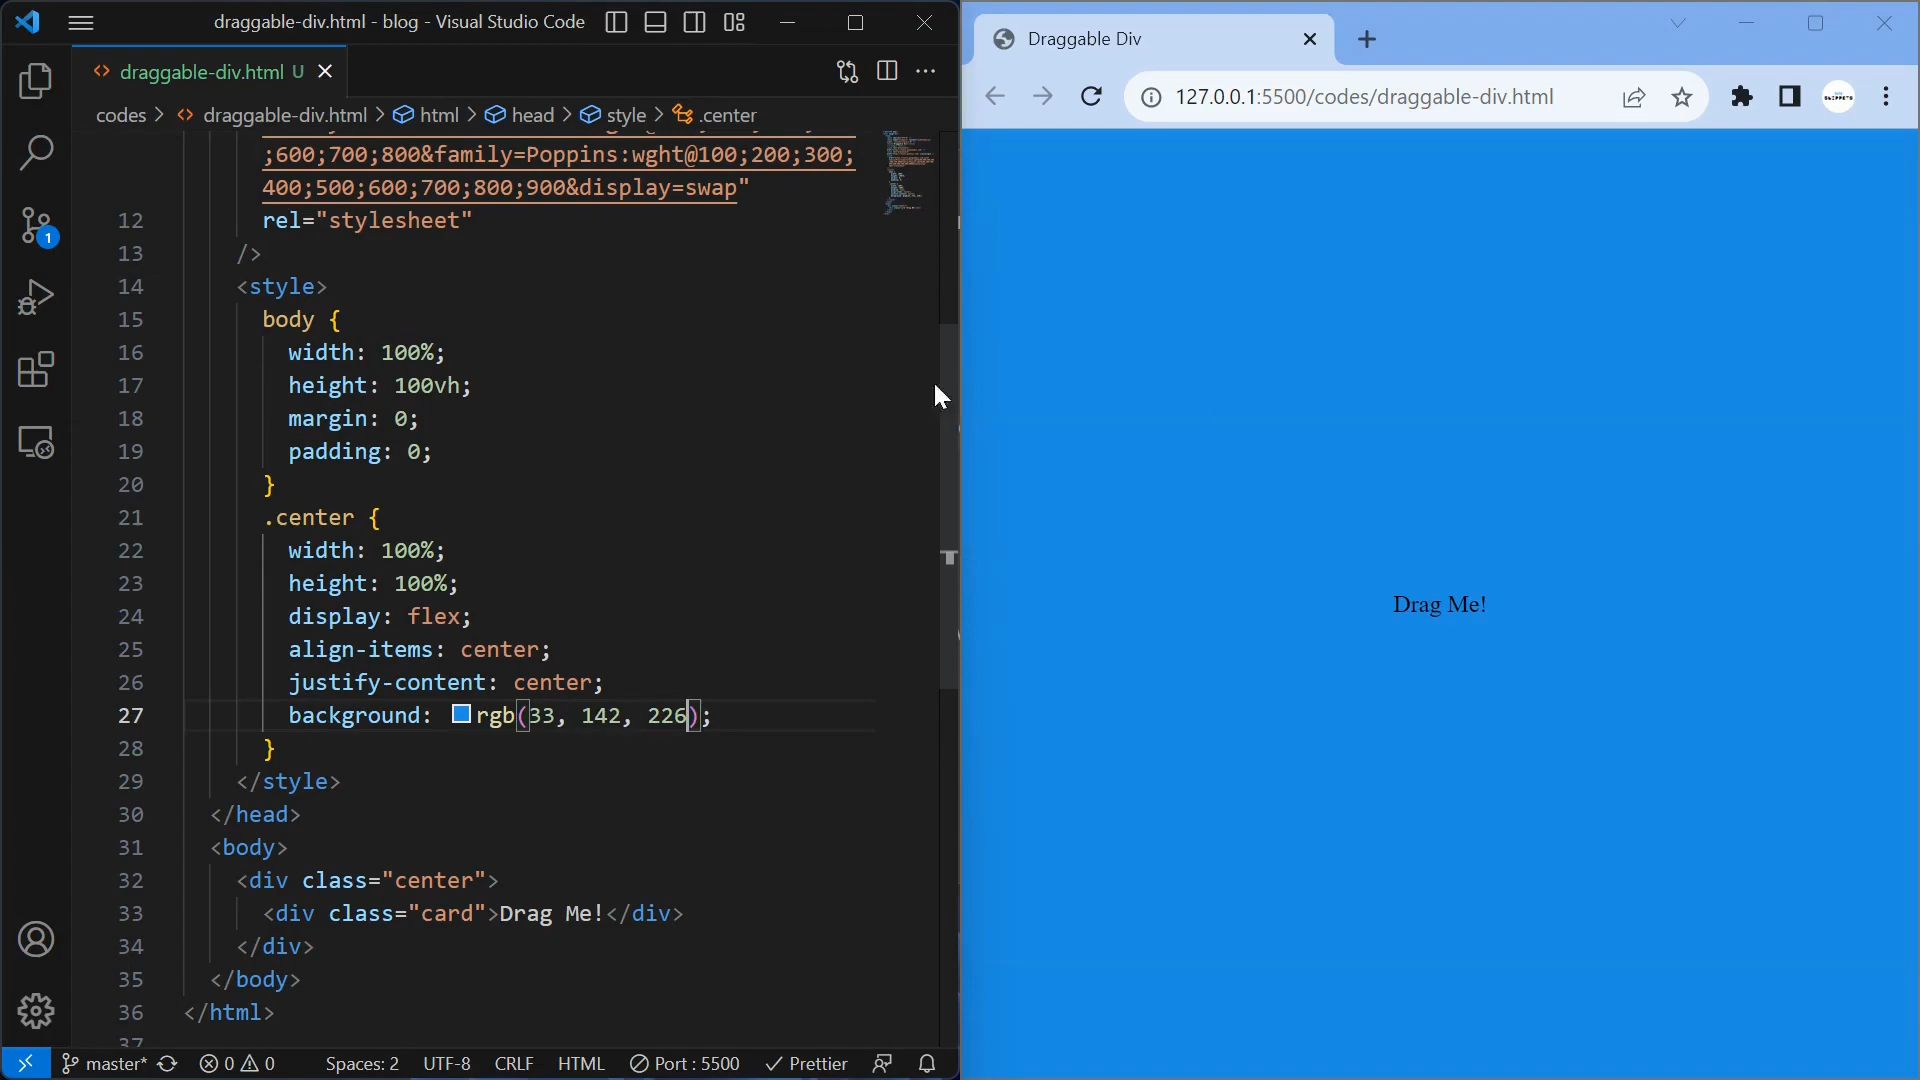 draggable-div.html - blog - Visual Studio Code
draggable-div.html U
codes > draggable-div.html > html > head > style > .center
;600;700;800&family=Poppins:wght@100;200;300;
400;500;600;700;800;900&display=swap"
12 rel="stylesheet"
13 />
14 <style>
15 body {
16 width: 100%;
17 height: 100vh;
18 margin: 0;
19 padding: 0;
20 }
21 .center {
22 width: 100%;
23 height: 100%;
24 display: flex;
25 align-items: center;
26 justify-content: center;
27 background: rgb(33, 142, 226);
28 }
29 </style>
30 </head>
31 <body>
32 <div class="center">
33 <div class="card">Drag Me!</div>
34 </div>
35 </body>
36 </html>
37
1
master* 0 0 Spaces: 2 UTF-8 CRLF HTML Port : 5500 Prettier
Draggable Div
127.0.0.1:5500/codes/draggable-div.html
Drag Me!